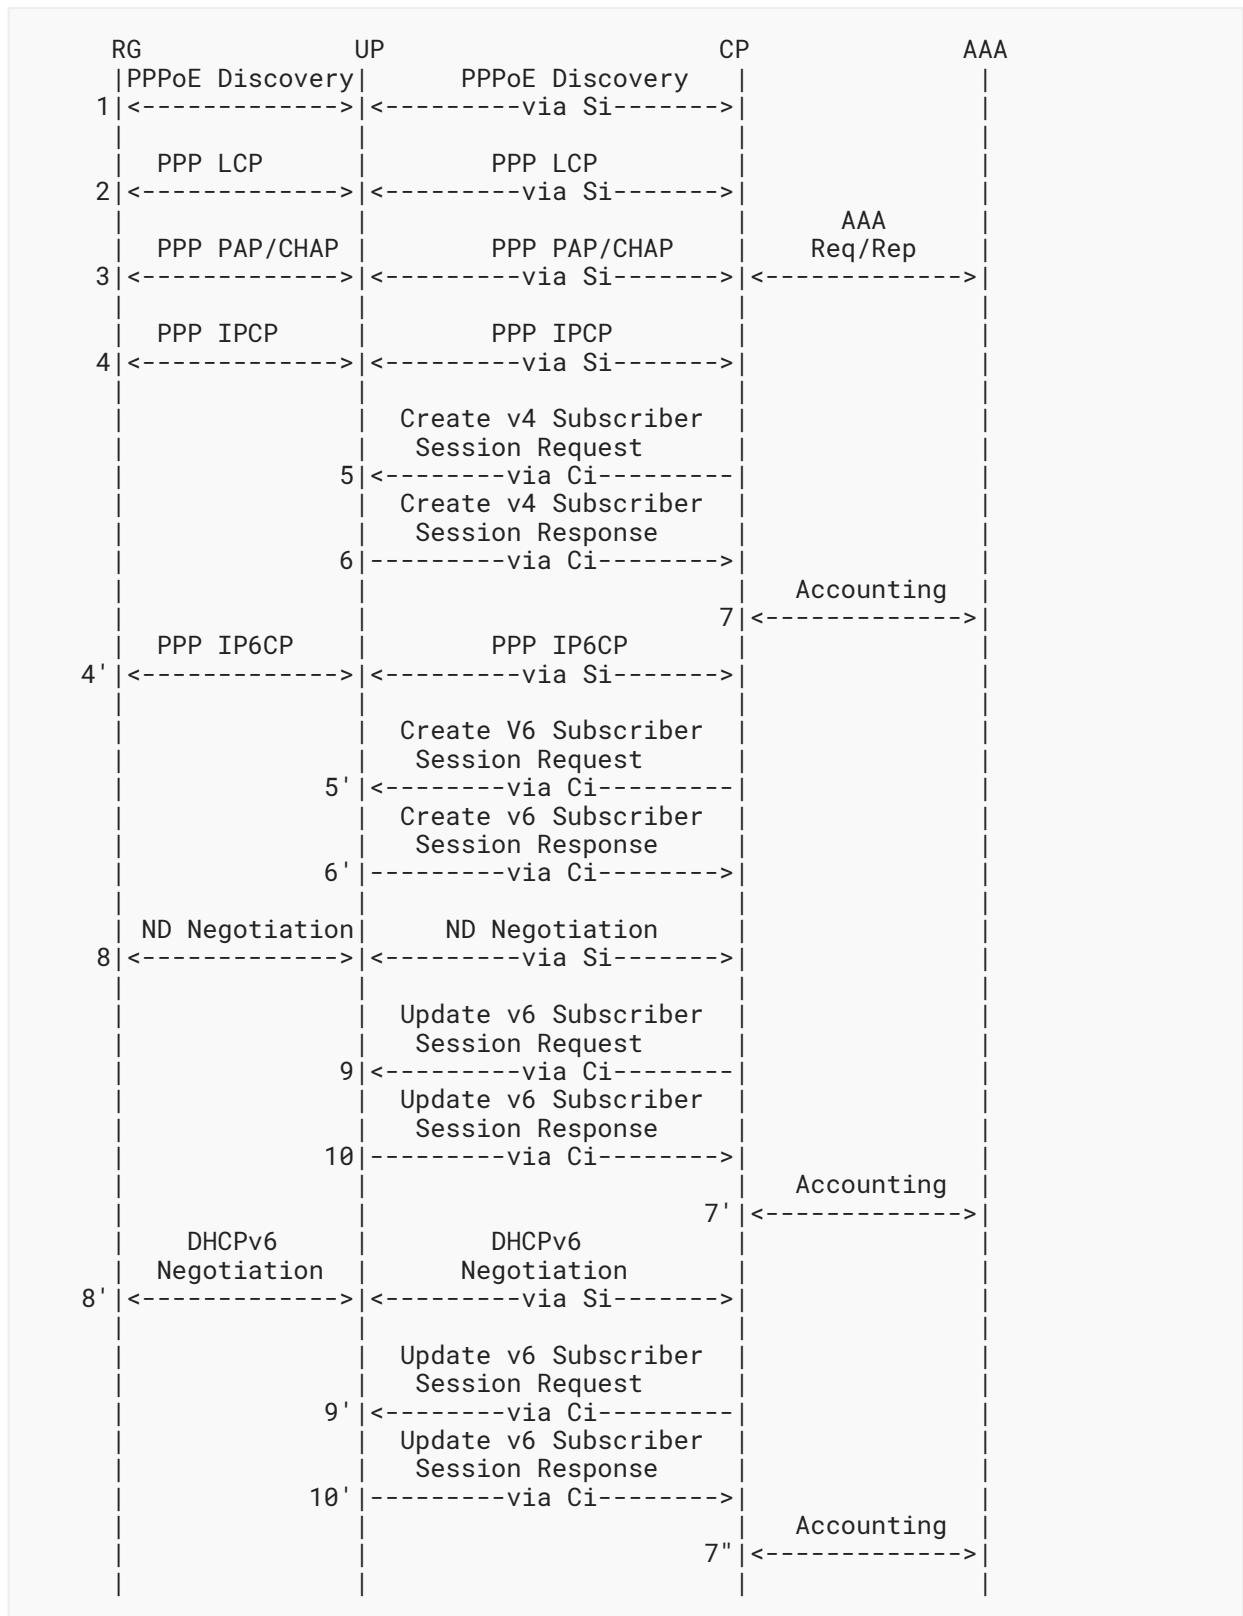 RG UP CP AAA
|PPPoE Discovery| PPPoE Discovery | |
1|<------------->|<---------via Si------->| |
| | | |
| PPP LCP | PPP LCP | |
2|<------------->|<---------via Si------->| |
| | | AAA |
| PPP PAP/CHAP | PPP PAP/CHAP | Req/Rep |
3|<------------->|<---------via Si------->|<------------->|
| | | |
| PPP IPCP | PPP IPCP | |
4|<------------->|<---------via Si------->| |
| | | |
| | Create v4 Subscriber | |
| | Session Request | |
| 5|<--------via Ci---------| |
| | Create v4 Subscriber | |
| | Session Response | |
| 6|---------via Ci-------->| |
| | | Accounting |
| | 7|<------------->|
| PPP IP6CP | PPP IP6CP | |
4'|<------------->|<---------via Si------->| |
| | | |
| | Create V6 Subscriber | |
| | Session Request | |
| 5'|<--------via Ci---------| |
| | Create v6 Subscriber | |
| | Session Response | |
| 6'|---------via Ci-------->| |
| | | |
| ND Negotiation| ND Negotiation | |
8|<------------->|<---------via Si------->| |
| | | |
| | Update v6 Subscriber | |
| | Session Request | |
| 9|<--------via Ci---------| |
| | Update v6 Subscriber | |
| | Session Response | |
| 10|---------via Ci-------->| |
| | | Accounting |
| | 7'|<------------->|
| DHCPv6 | DHCPv6 | |
| Negotiation | Negotiation | |
8'|<------------->|<---------via Si------->| |
| | | |
| | Update v6 Subscriber | |
| | Session Request | |
| 9'|<--------via Ci---------| |
| | Update v6 Subscriber | |
| | Session Response | |
| 10'|---------via Ci-------->| |
| | | Accounting |
| | 7"|<------------->|
| | | |